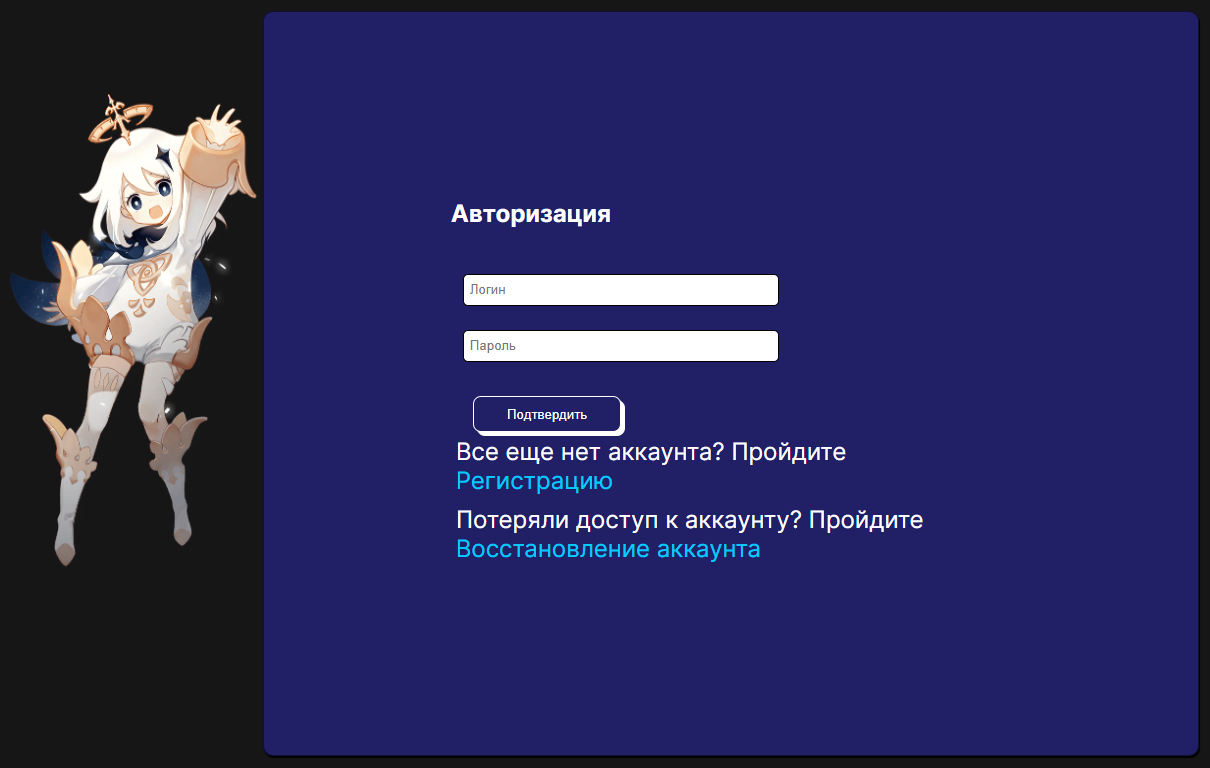 Авторизация
Логин
Пароль
Подтвердить
Все еще нет аккаунта? Пройдите
Регистрацию
Потеряли доступ к аккаунту? Пройдите
Восстановление аккаунта